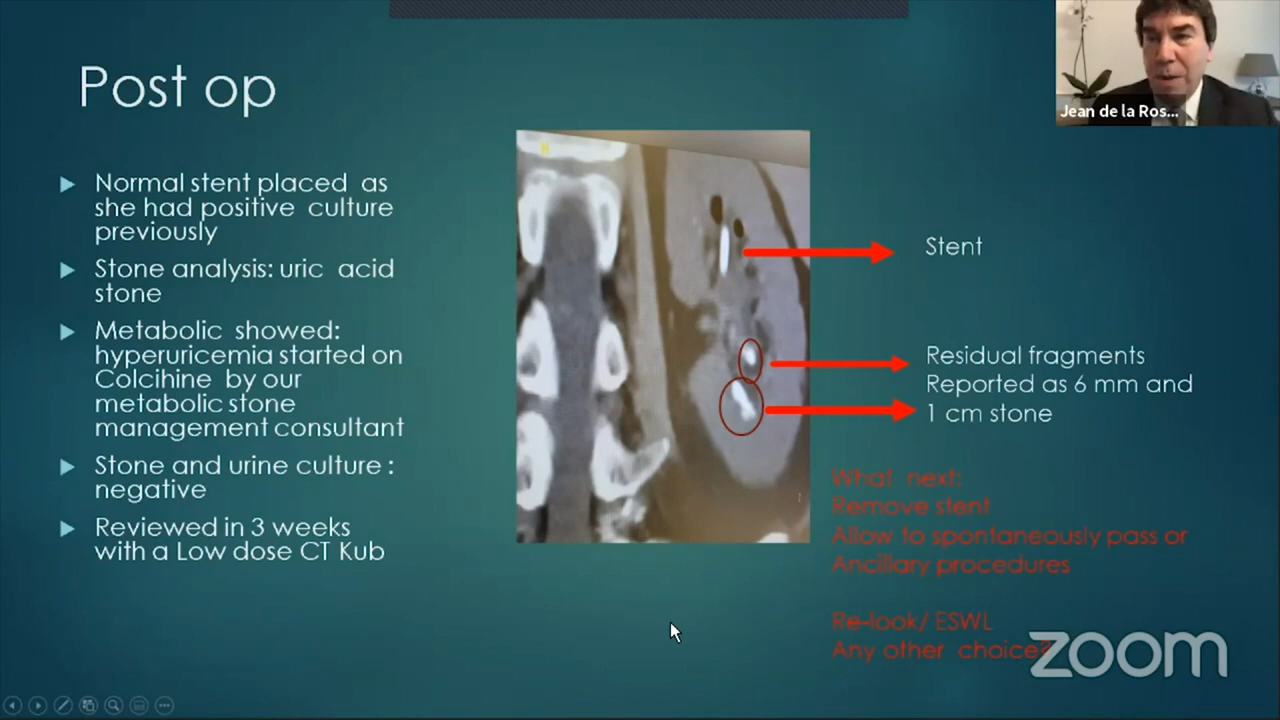 Post op
Normal stent placed as
she had positive culture
previously
Stone analysis: uric acid
stone
Metabolic showed:
hyperuricemia started on
Colcihine by our
metabolic stone
management consultant
Stone and urine culture :
negative
Reviewed in 3 weeks
with a Low dose CT Kub
H
Stent
Residual fragments
Reported as 6 mm and
1 cm stone
What next:
Remove stent
Allow to spontaneously pass or
Ancillary procedures
Re-look/ ESWL
Any other choice?
Jean de la Ros...
zoom